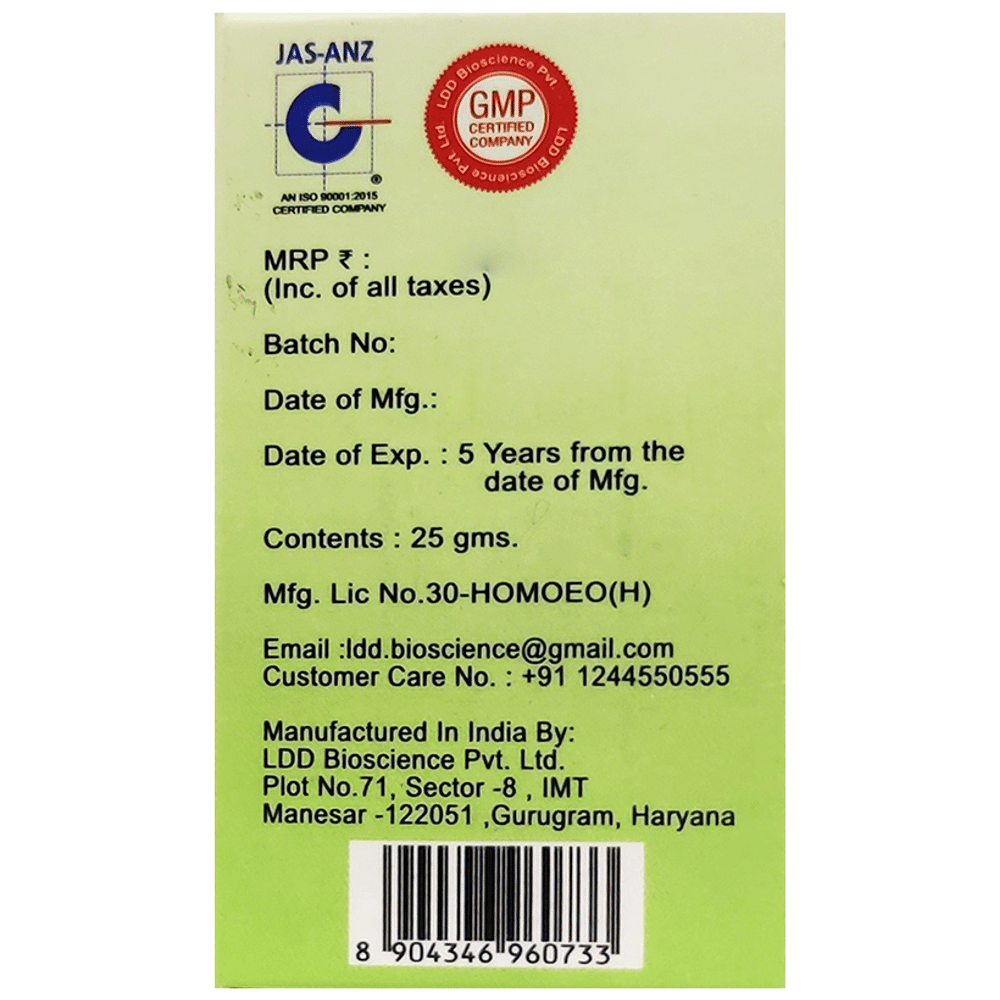 JAS-ANZ
®
AN ISO 90001:2015
CERTIFIED COMPANY
LDD Bioscience Pvt.
LDD Bioscience Pvt. Ltd.
GMP
CERTIFIED
COMPANY
MRP ₹ :
(Inc. of all taxes)
Batch No:
Date of Mfg.:
Date of Exp. : 5 Years from the
date of Mfg.
Contents : 25 gms.
Mfg. Lic No.30-HOMOEO(H)
Email :ldd.bioscience@gmail.com
Customer Care No. : +91 1244550555
Manufactured In India By:
LDD Bioscience Pvt. Ltd.
Plot No.71, Sector -8 , IMT
Manesar -122051 ,Gurugram, Haryana
8 904346 960733